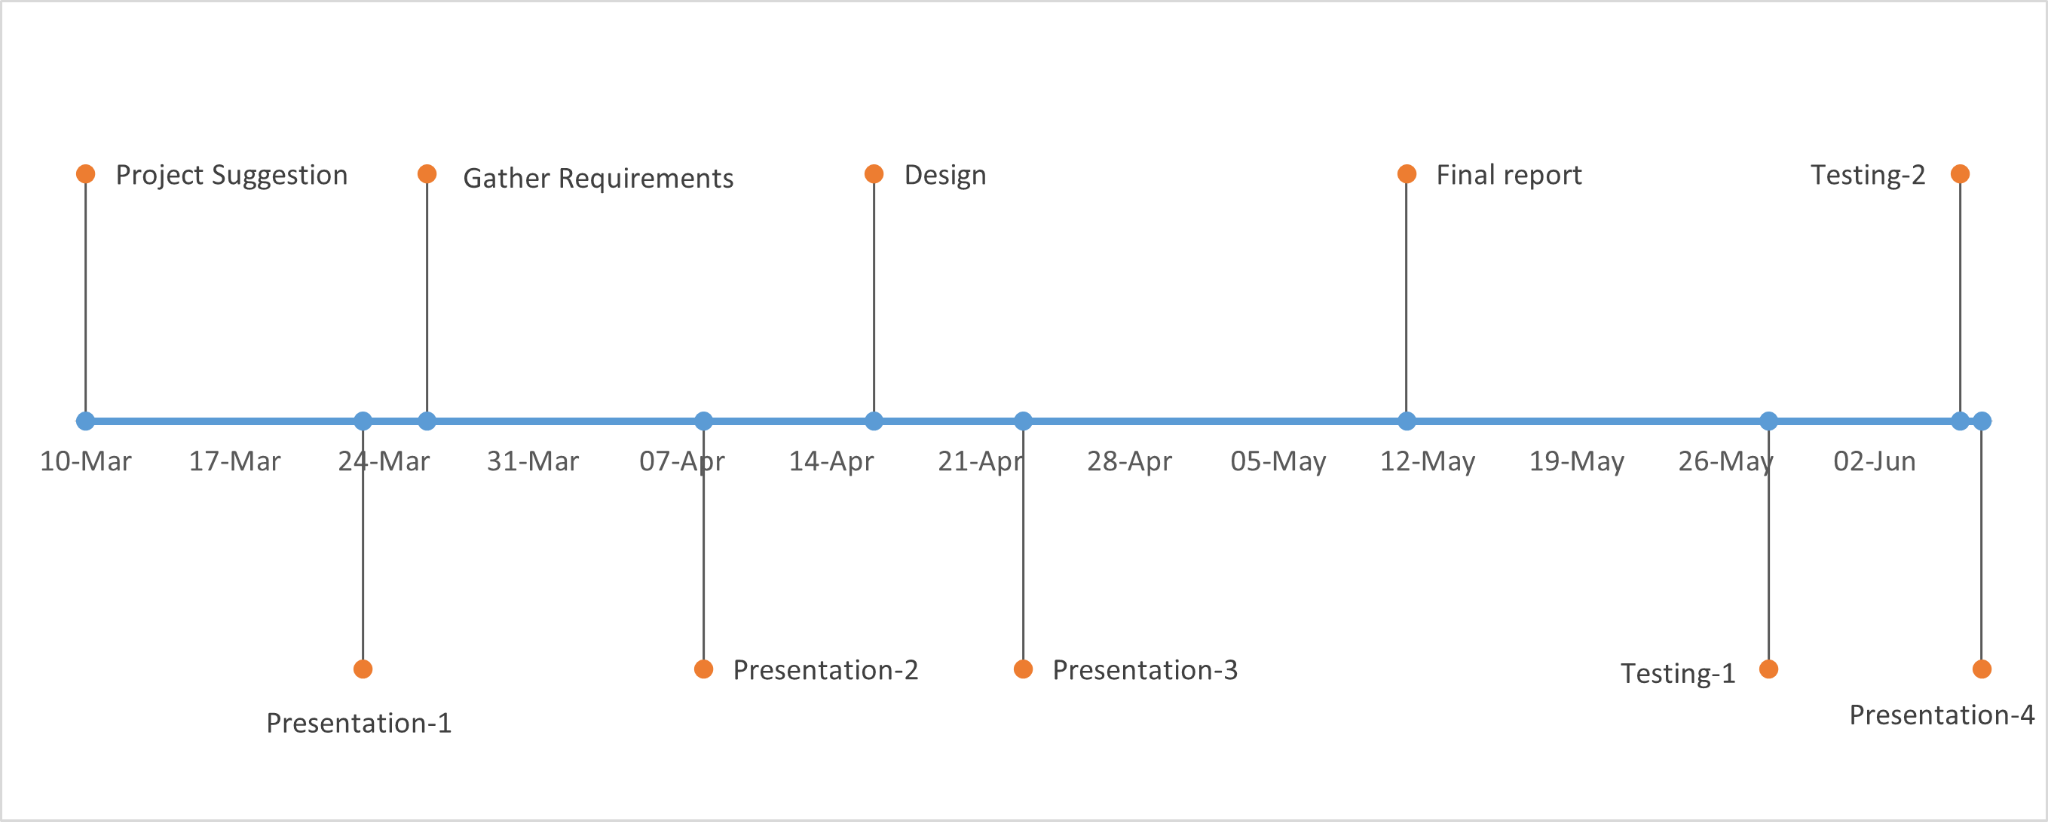 Project Suggestion
Gather Requirements
Design
Final report
Testing-2
10-Mar
17-Mar
24-Mar
31-Mar
07-Apr
14-Apr
21-Apr
28-Apr
05-May
12-May
19-May
26-May
02-Jun
Presentation-1
Presentation-2
Presentation-3
Testing-1
Presentation-4